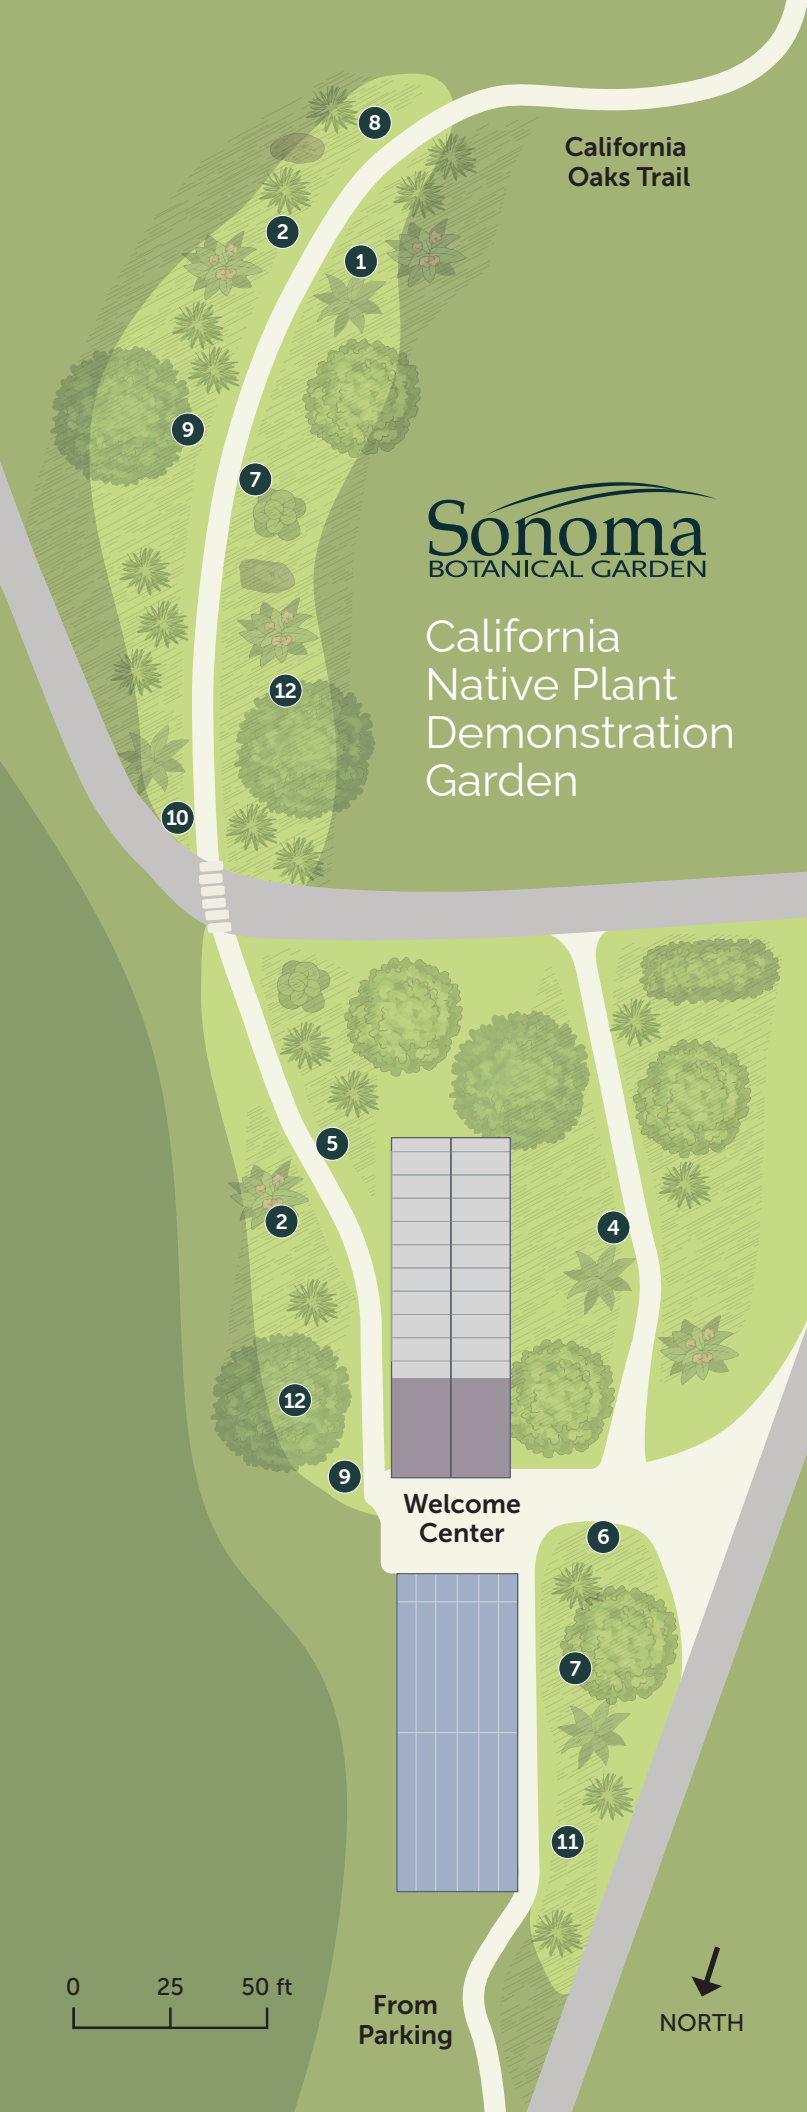 8
California
Oaks Trail
2
1
9
7
Sonoma
BOTANICAL GARDEN
California
Native Plant
Demonstration
Garden
12
10
5
2
4
12
9
Welcome
Center
6
7
11
0 25 50 ft
From
Parking
NORTH